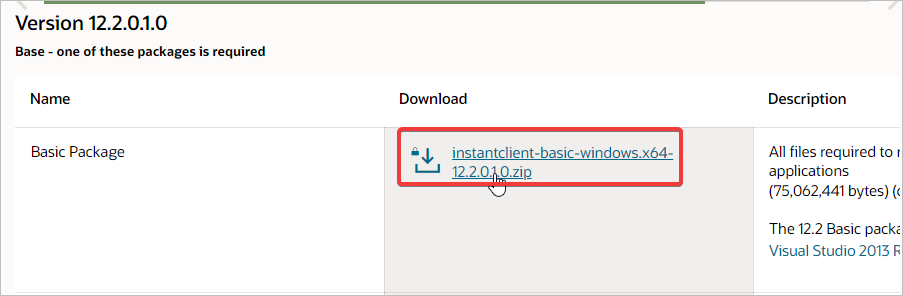 Version 12.2.0.1.0
Base - one of these packages is required
Name
Download
Description
Basic Package
instantclient-basic-windows.x64-
12.2.0.1.0.zip
All files required to
applications
(75,062,441 bytes) (
The 12.2 Basic
Visual Studio 2013